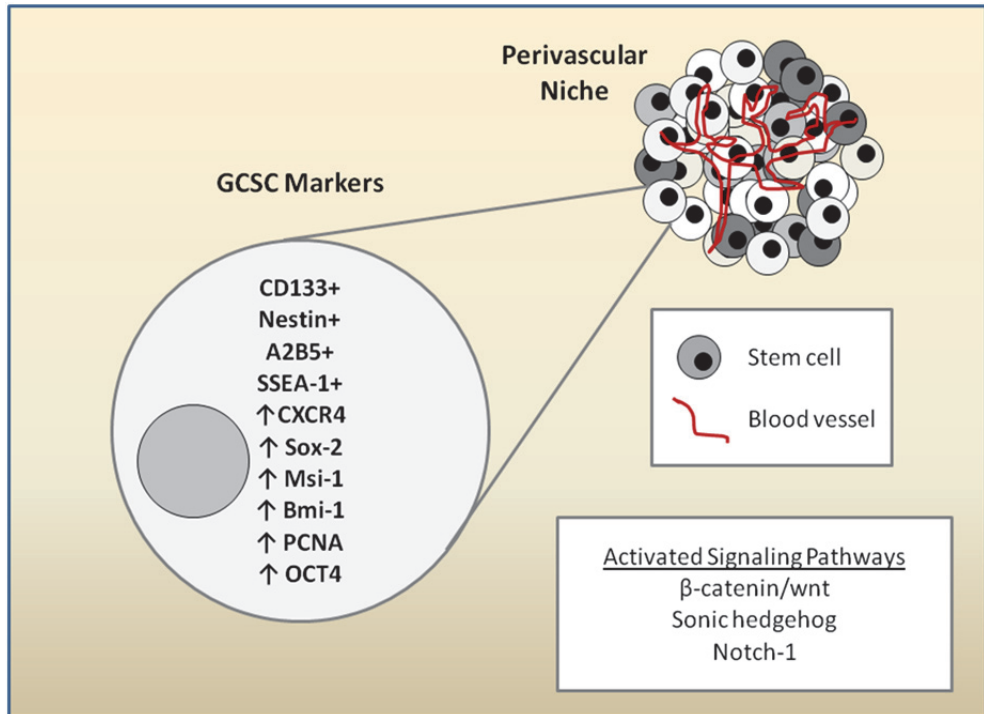 Perivascular
Niche
GCSC Markers
CD133+
Nestin+
A2B5+
SSEA-1+
↑CXCR4
↑ Sox-2
↑ Msi-1
↑ Bmi-1
↑ PCNA
↑ OCT4
Stem cell
Blood vessel
Activated Signaling Pathways
β-catenin/wnt
Sonic hedgehog
Notch-1